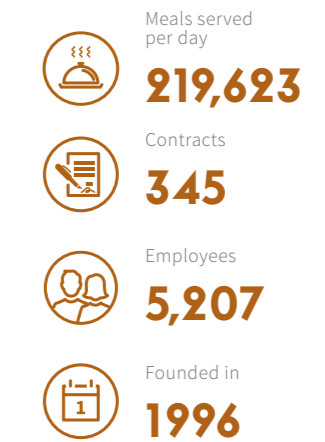 Meals served
per day
219,623
Contracts
345
Employees
5,207
Founded in
1
1996